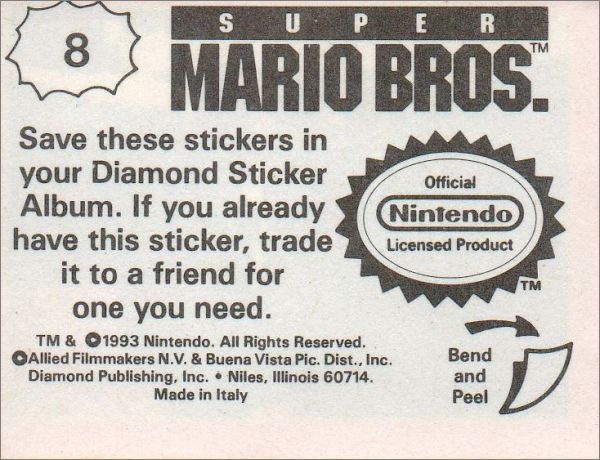 8
SUPER
MARIO BROS.™
Save these stickers in
your Diamond Sticker
Album. If you already
have this sticker, trade
it to a friend for
one you need.
Official
Nintendo
Licensed Product
TM
TM & ©1993 Nintendo. All Rights Reserved.
©Allied Filmmakers N.V. & Buena Vista Pic. Dist., Inc.
Diamond Publishing, Inc. • Niles, Illinois 60714.
Made in Italy
Bend
and
Peel